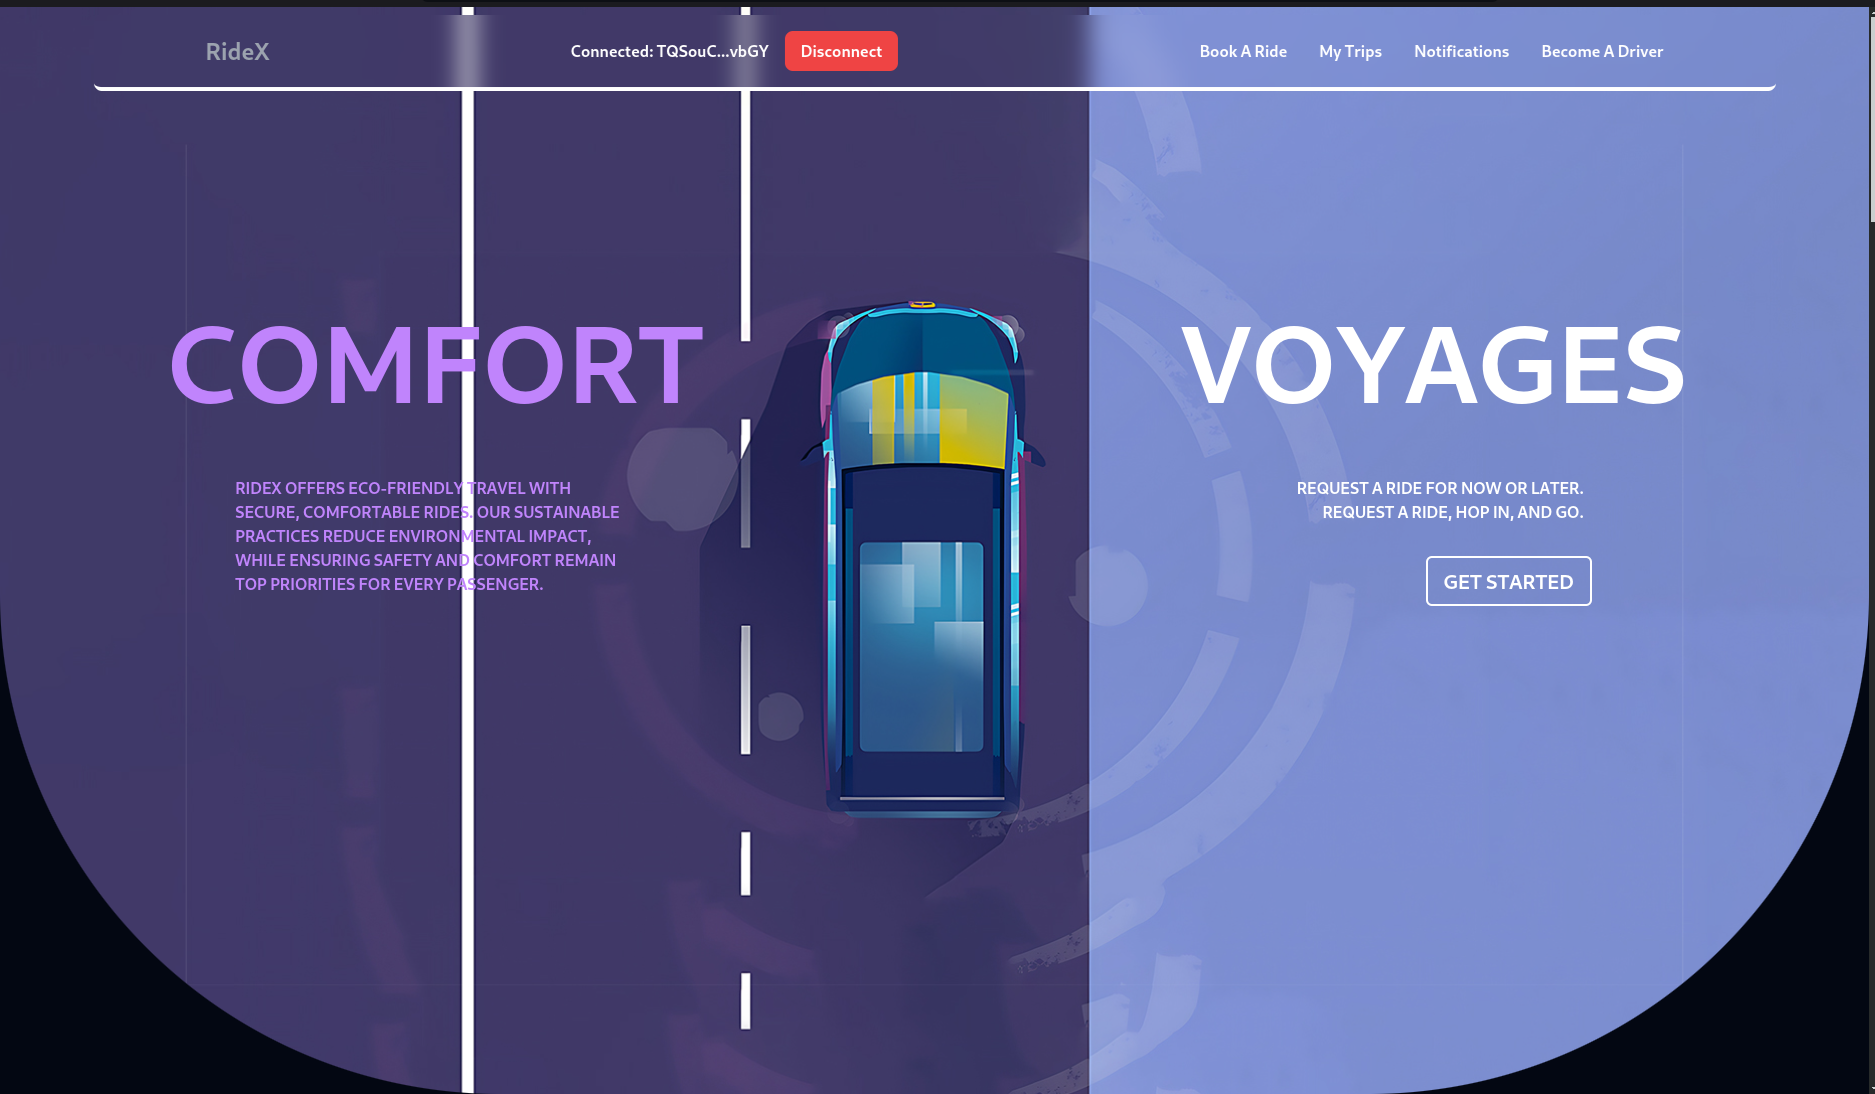 RideX
Connected: TQSouC...vbGY
Disconnect
Book A Ride
My Trips
Notifications
Become A Driver
COMFORT
VOYAGES
RIDEX OFFERS ECO-FRIENDLY TRAVEL WITH
SECURE, COMFORTABLE RIDES. OUR SUSTAINABLE
PRACTICES REDUCE ENVIRONMENTAL IMPACT,
WHILE ENSURING SAFETY AND COMFORT REMAIN
TOP PRIORITIES FOR EVERY PASSENGER.
REQUEST A RIDE FOR NOW OR LATER.
REQUEST A RIDE, HOP IN, AND GO.
GET STARTED